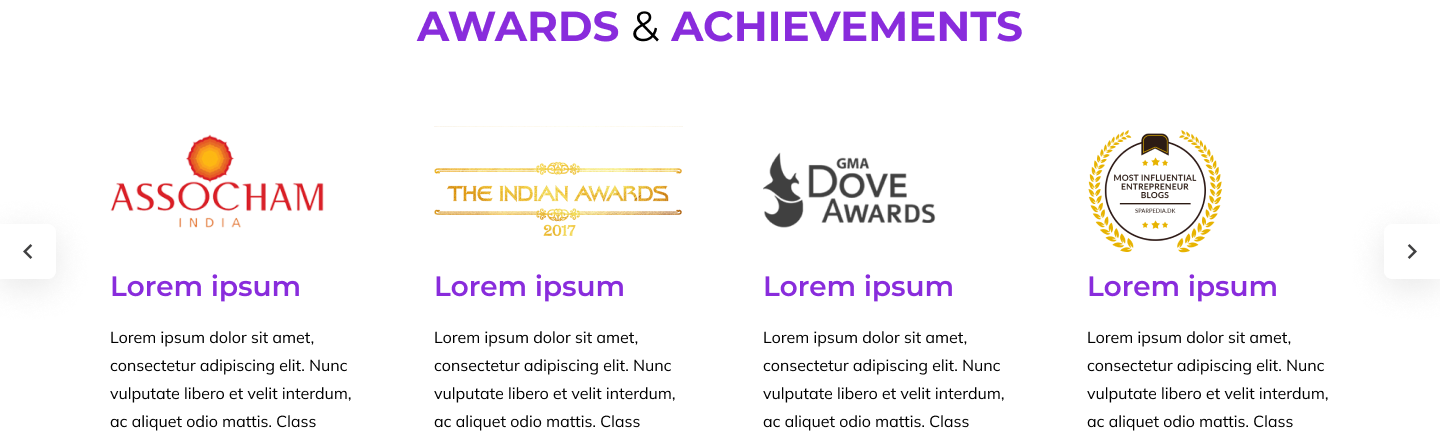 AWARDS & ACHIEVEMENTS
ASSOCHAM
INDIA
Lorem ipsum
Lorem ipsum dolor sit amet,
consectetur adipiscing elit. Nunc
vulputate libero et velit interdum,
ac aliquet odio mattis. Class
THE INDIAN AWARDS
2017
Lorem ipsum
Lorem ipsum dolor sit amet,
consectetur adipiscing elit. Nunc
vulputate libero et velit interdum,
ac aliquet odio mattis. Class
GMA
DOVE
AWARDS
Lorem ipsum
Lorem ipsum dolor sit amet,
consectetur adipiscing elit. Nunc
vulputate libero et velit interdum,
ac aliquet odio mattis. Class
MOST INFLUENTIAL
ENTREPRENEUR
BLOGS
SPARPEDIA.DK
Lorem ipsum
Lorem ipsum dolor sit amet,
consectetur adipiscing elit. Nunc
vulputate libero et velit interdum,
ac aliquet odio mattis. Class